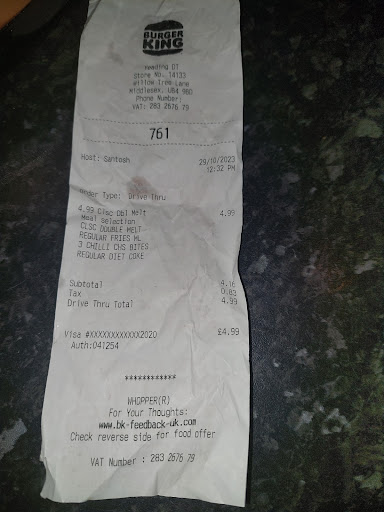 BURGER
KING
Store No. 14133
Willow Tree Lane
Middlesex, UB4 9BD
Phone Number:
VAT: 283 2676 79
761
Host: Santosh
29/10/2023
12:32 PM
Order Type: Drive Thru
4.99 Clsc Dbl Melt 4.99
Meal Selection
CLSC DOUBLE MELT
REGULAR FRIES ML
3 CHILLI CHS BITES
REGULAR DIET COKE
Subtotal 4.16
Tax 0.83
Drive Thru Total 4.99
Visa #XXXXXXXXXXXX2020 £4.99
Auth:041254
************
WHOPPER(R)
For Your Thoughts:
www.bk-feedback-uk.com
Check reverse side for food offer
VAT Number : 283 2676 79